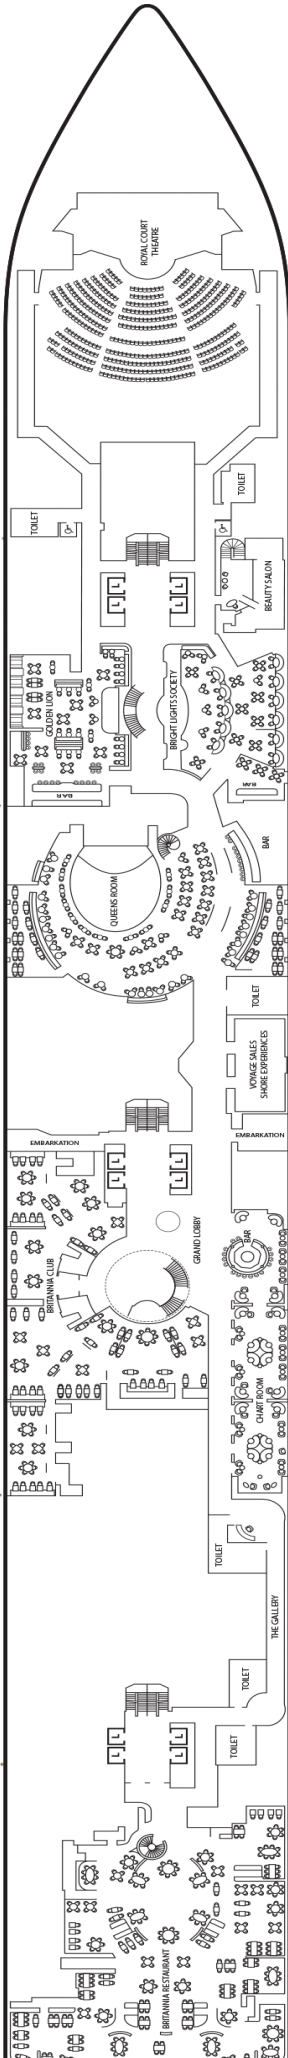 ROYAL COURT
THEATRE
TOILET
TOILET
BEAUTY SALON
GOLDEN LION
BRIGHT LIGHTS SOCIETY
BAR
BAR
BAR
QUEENS ROOM
TOILET
VOYAGE SALES
SHORE EXPERIENCES
EMBARKATION
EMBARKATION
GRAND LOBBY
BAR
BRITANNIA CLUB
CHART ROOM
TOILET
THE GALLERY
TOILET
TOILET
BRITANNIA RESTAURANT